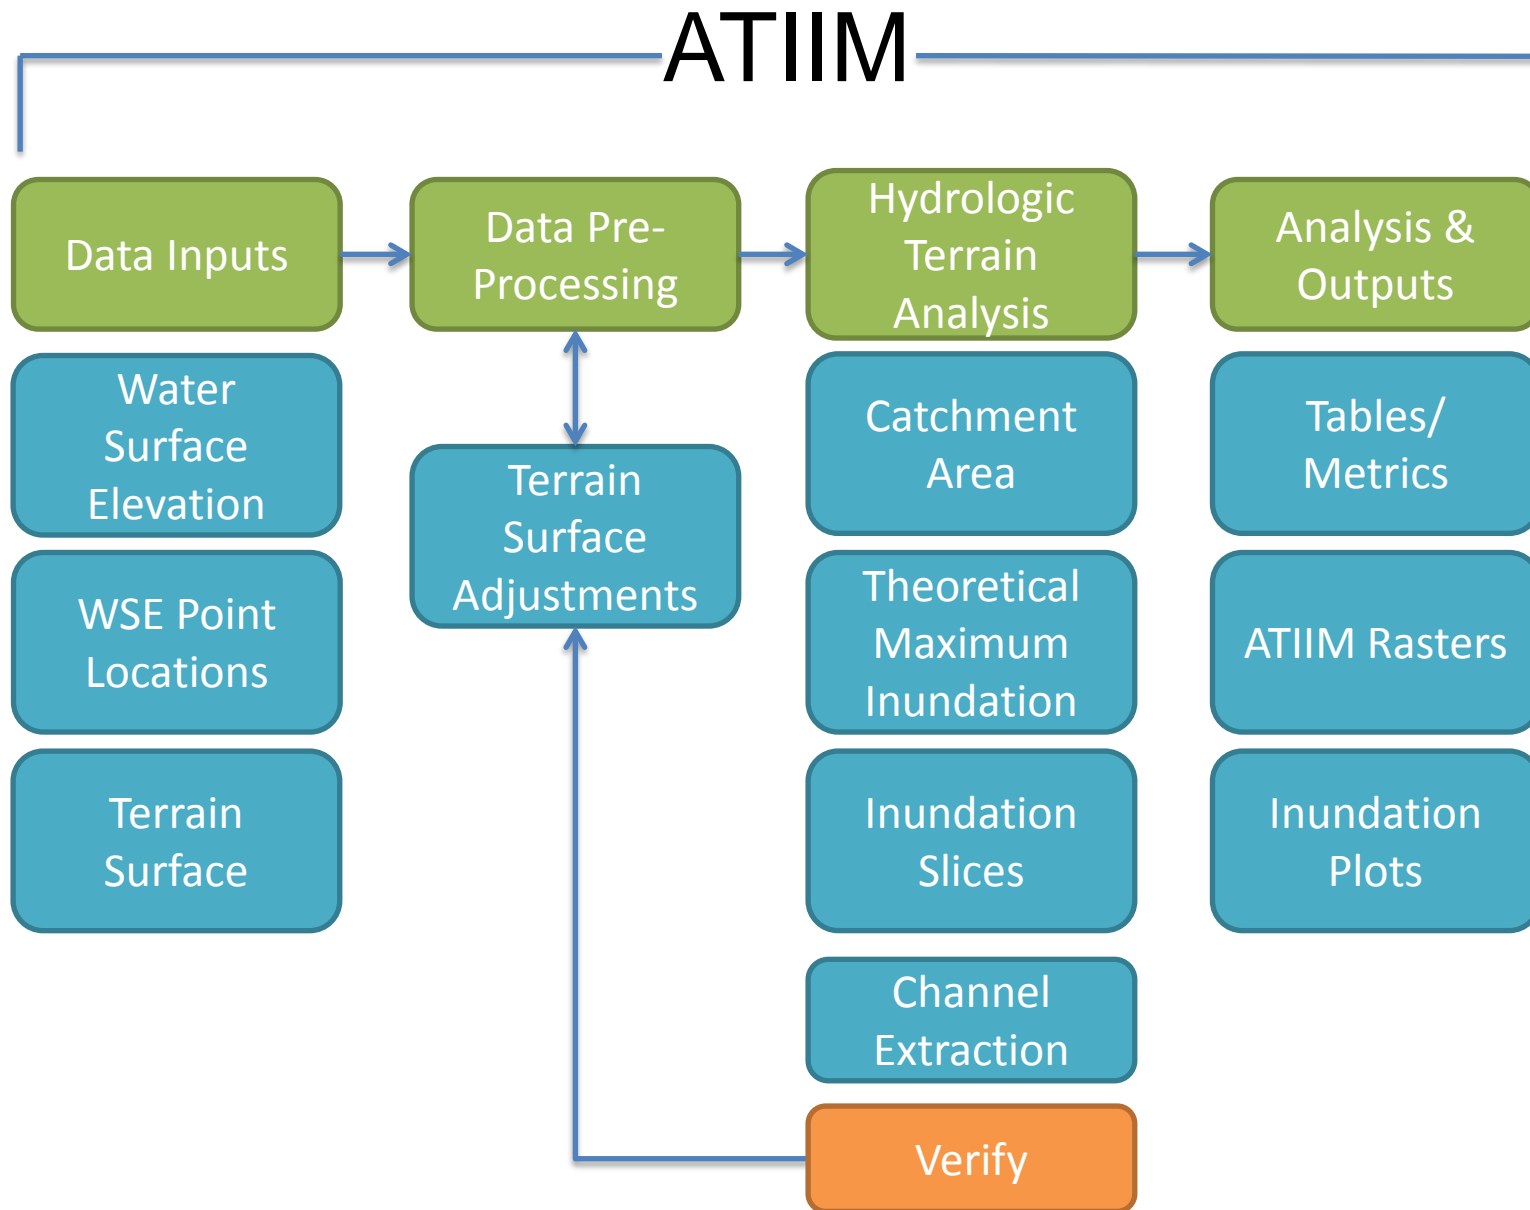 ATIIM
Data Inputs
Water
Surface
Elevation
WSE Point
Locations
Terrain
Surface
Data Pre-
Processing
Terrain
Surface
Adjustments
Hydrologic
Terrain
Analysis
Catchment
Area
Theoretical
Maximum
Inundation
Inundation
Slices
Channel
Extraction
Verify
Analysis &
Outputs
Tables/
Metrics
ATIIM Rasters
Inundation
Plots